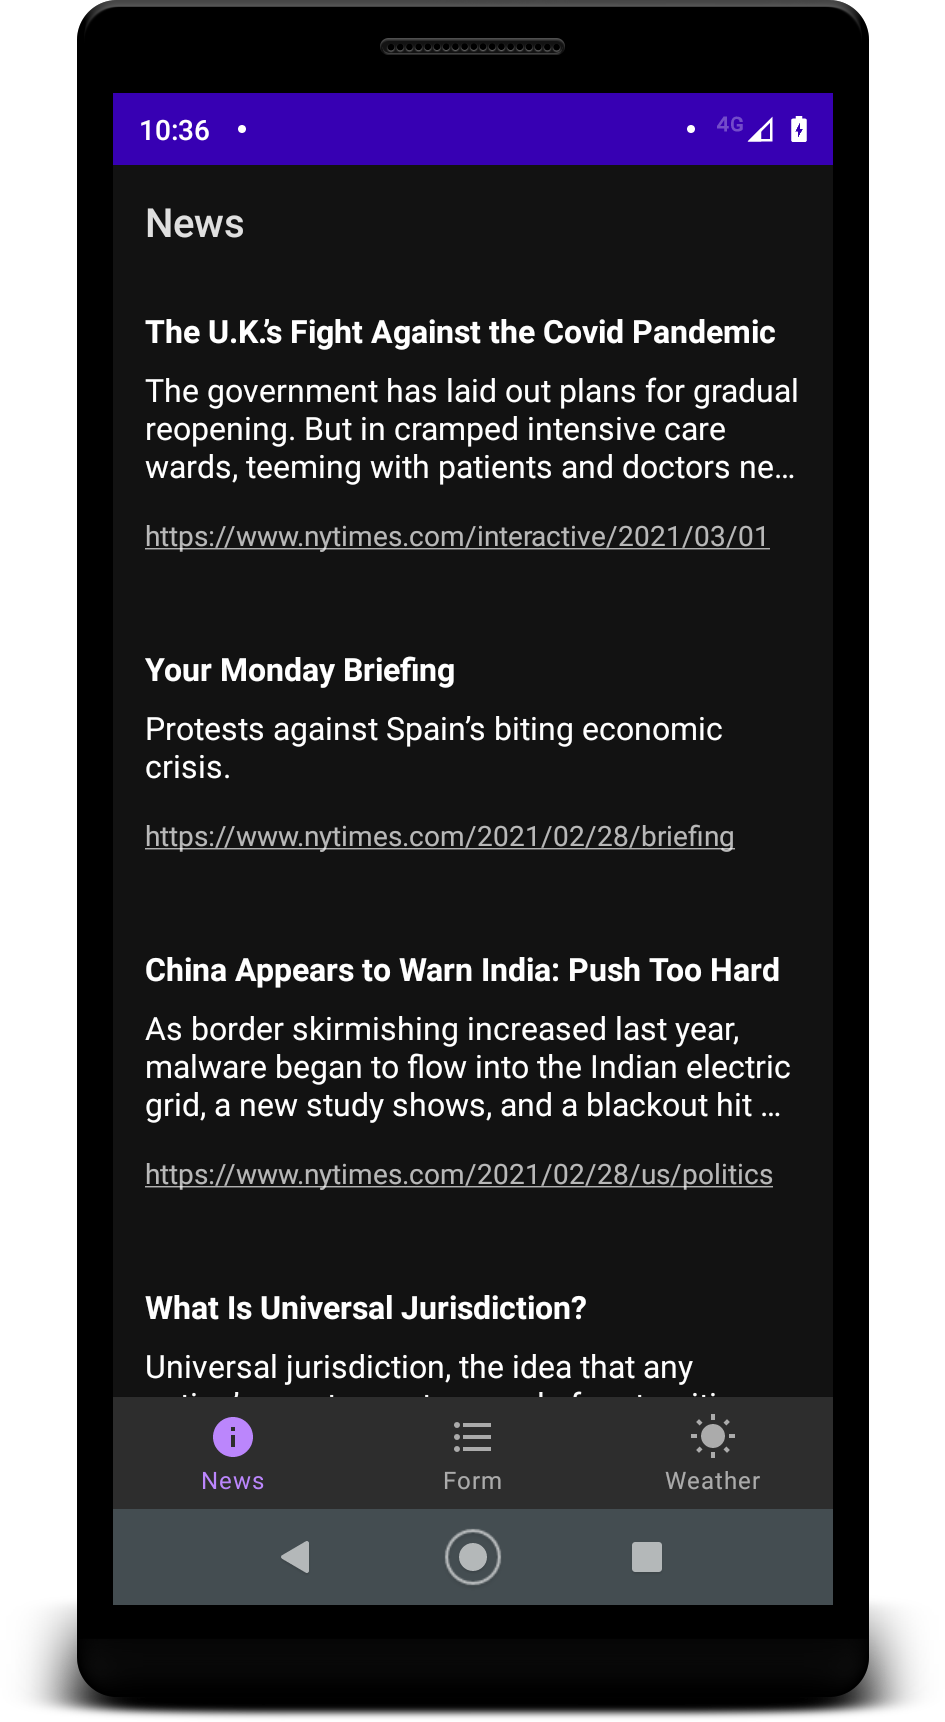 10:36
4G
News
The U.K.’s Fight Against the Covid Pandemic
The government has laid out plans for gradual
reopening. But in cramped intensive care
wards, teeming with patients and doctors ne…
https://www.nytimes.com/interactive/2021/03/01
Your Monday Briefing
Protests against Spain’s biting economic
crisis.
https://www.nytimes.com/2021/02/28/briefing
China Appears to Warn India: Push Too Hard
As border skirmishing increased last year,
malware began to flow into the Indian electric
grid, a new study shows, and a blackout hit …
https://www.nytimes.com/2021/02/28/us/politics
What Is Universal Jurisdiction?
Universal jurisdiction, the idea that any
News
Form
Weather